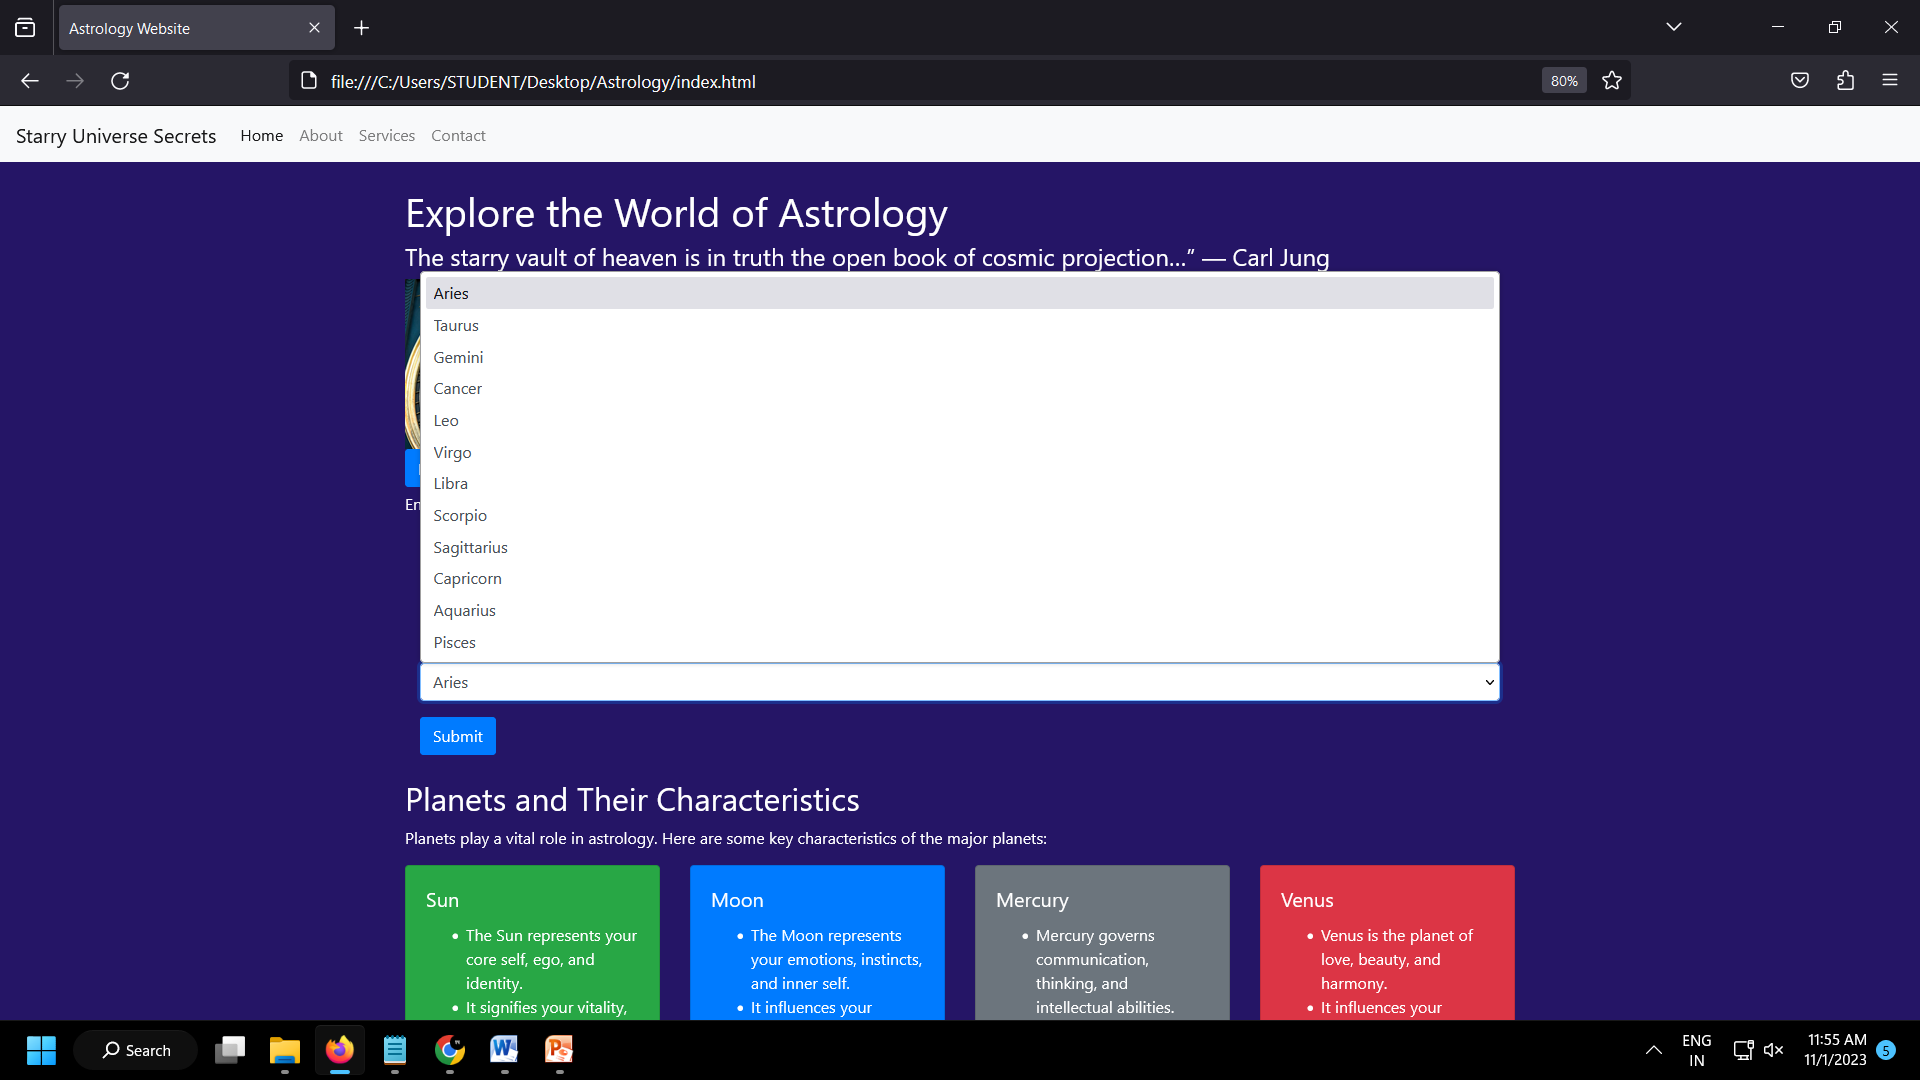 Astrology Website
file:///C:/Users/STUDENT/Desktop/Astrology/index.html
80%
Starry Universe Secrets Home About Services Contact
Explore the World of Astrology
The starry vault of heaven is in truth the open book of cosmic projection…” — Carl Jung
Aries
Taurus
Gemini
Cancer
Leo
Virgo
Libra
Scorpio
Sagittarius
Capricorn
Aquarius
Pisces
Aries
Submit
Planets and Their Characteristics
Planets play a vital role in astrology. Here are some key characteristics of the major planets:
Sun
• The Sun represents your
core self, ego, and
identity.
• It signifies your vitality,
Moon
• The Moon represents
your emotions, instincts,
and inner self.
• It influences your
Mercury
• Mercury governs
communication,
thinking, and
intellectual abilities.
Venus
• Venus is the planet of
love, beauty, and
harmony.
• It influences your
Search
ENG
IN
11:55 AM
11/1/2023
5